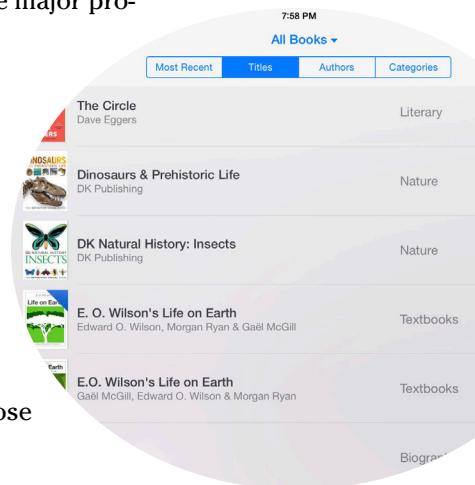 e major pro-
7:58 PM
All Books
Most Recent Titles Authors Categories
The Circle
Dave Eggers
Literary
DINOSAURS
Dinosaurs & Prehistoric Life
DK Publishing
Nature
INSECTS
DK Natural History: Insects
DK Publishing
Nature
E. O. Wilson's Life on Earth
Edward O. Wilson, Morgan Ryan & Gaël McGill
Textbooks
E.O. Wilson's Life on Earth
Gaël McGill, Edward O. Wilson & Morgan Ryan
Textbooks
ose